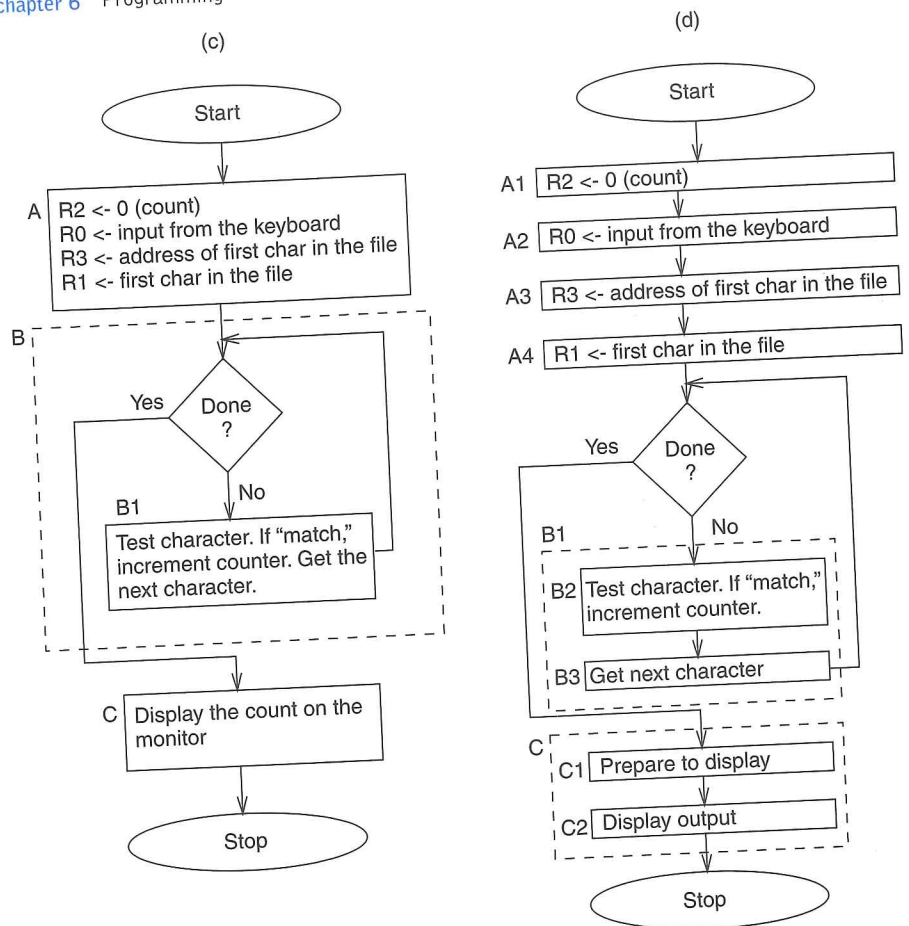 Chapter 6 Programming
(c)
Start
A
R2 <- 0 (count)
R0 <- input from the keyboard
R3 <- address of first char in the file
R1 <- first char in the file
B
Yes
Done
?
No
B1
Test character. If “match,”
increment counter. Get the
next character.
C
Display the count on the
monitor
Stop
(d)
Start
A1 R2 <- 0 (count)
A2 R0 <- input from the keyboard
A3 R3 <- address of first char in the file
A4 R1 <- first char in the file
Yes
Done
?
No
B1
B2
Test character. If “match,”
increment counter.
B3 Get next character
C
C1 Prepare to display
C2 Display output
Stop